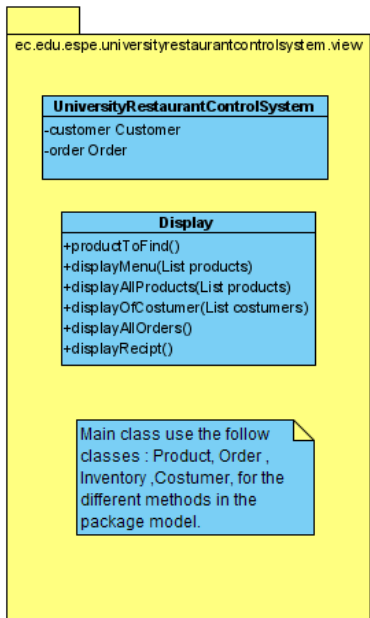 ec.edu.espe.universityrestaurantcontrolsystem.view
UniversityRestaurantControlSystem
-customer Customer
-order Order
Display
+productToFind()
+displayMenu(List products)
+displayAllProducts(List products)
+displayOfCostumer(List costumers)
+displayAllOrders()
+displayRecipt()
Main class use the follow
classes : Product, Order ,
Inventory ,Costumer, for the
different methods in the
package model.